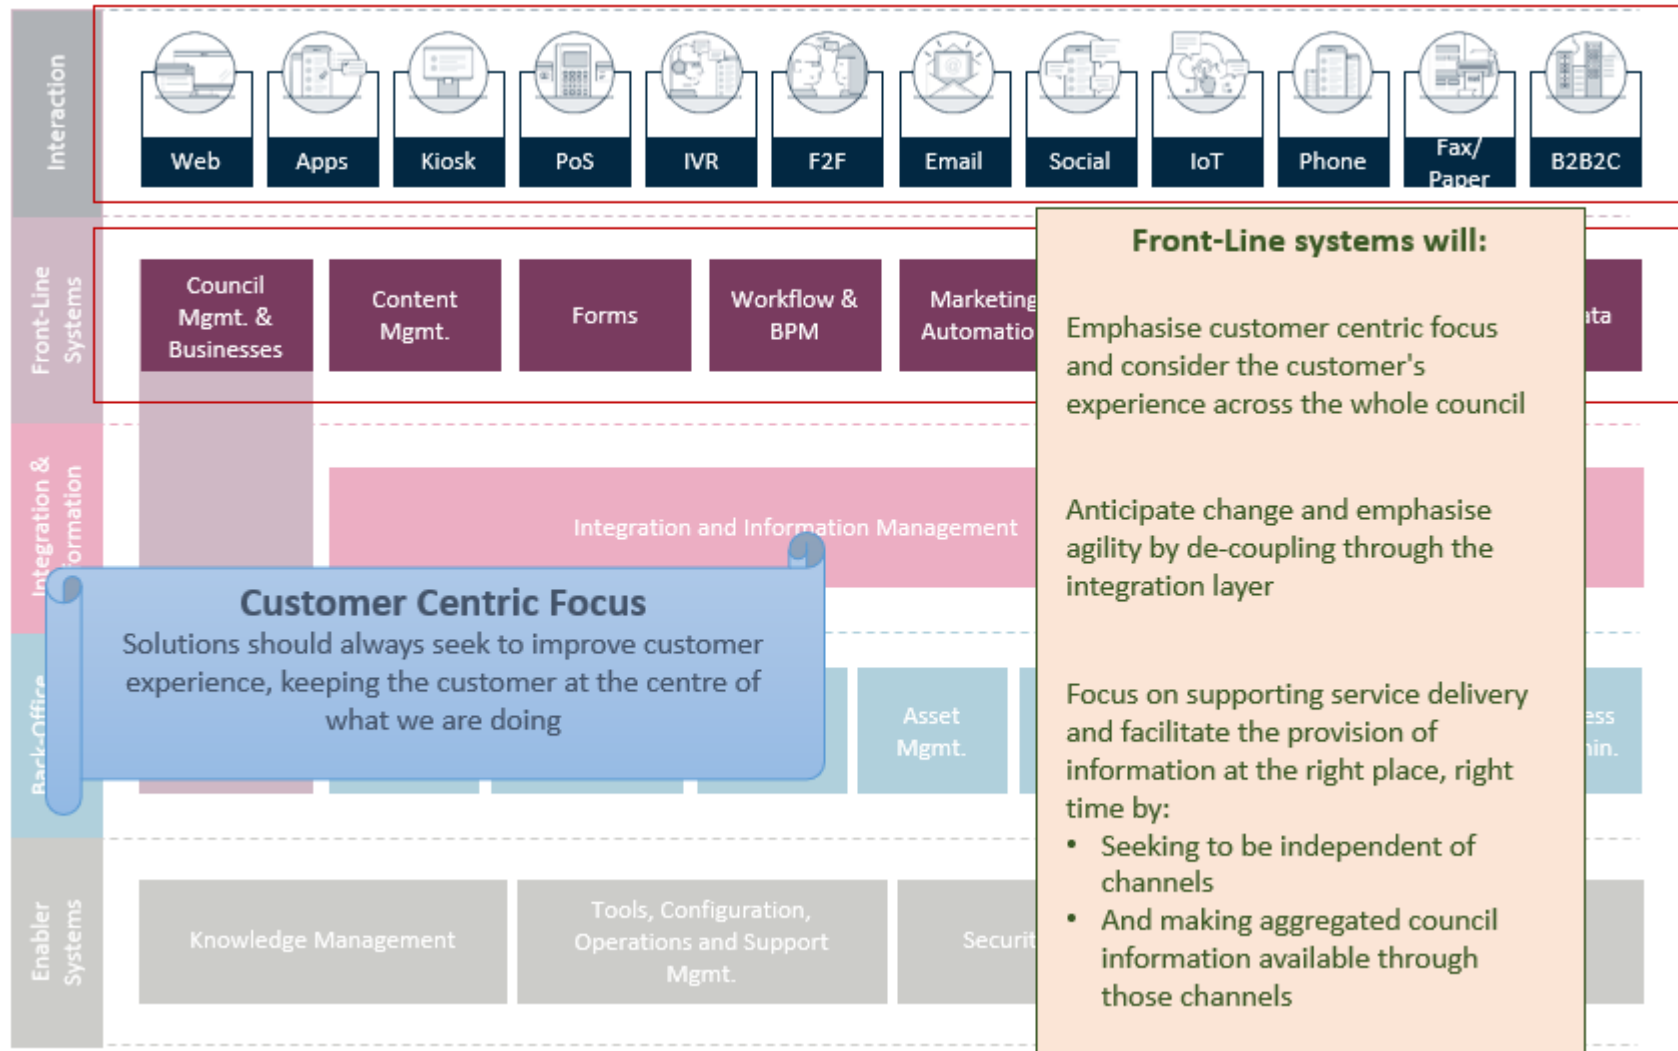 Interaction
Web
Apps
Kiosk
PoS
IVR
F2F
Email
Social
IoT
Phone
Fax/
Paper
B2B2C
Front-Line
Systems
Council
Mgmt. &
Businesses
Content
Mgmt.
Forms
Workflow &
BPM
Marketing
Automatio
ata
Integration &
formation
Integration and Information Management
Back-Office
Asset
Mgmt.
ess
in.
Enabler
Systems
Knowledge Management
Tools, Configuration,
Operations and Support
Mgmt.
Securit
Customer Centric Focus
Solutions should always seek to improve customer
experience, keeping the customer at the centre of
what we are doing
Front-Line systems will:
Emphasise customer centric focus
and consider the customer's
experience across the whole council
Anticipate change and emphasise
agility by de-coupling through the
integration layer
Focus on supporting service delivery
and facilitate the provision of
information at the right place, right
time by:
• Seeking to be independent of
channels
• And making aggregated council
information available through
those channels